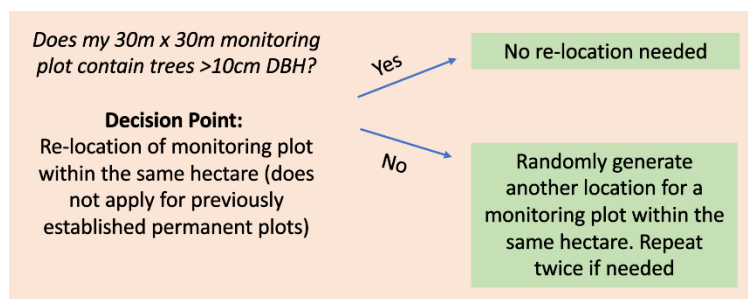 Does my 30m x 30m monitoring
plot contain trees >10cm DBH?
Decision Point:
Re-location of monitoring plot
within the same hectare (does
not apply for previously
established permanent plots)
Yes
No
No re-location needed
Randomly generate
another location for a
monitoring plot within the
same hectare. Repeat
twice if needed